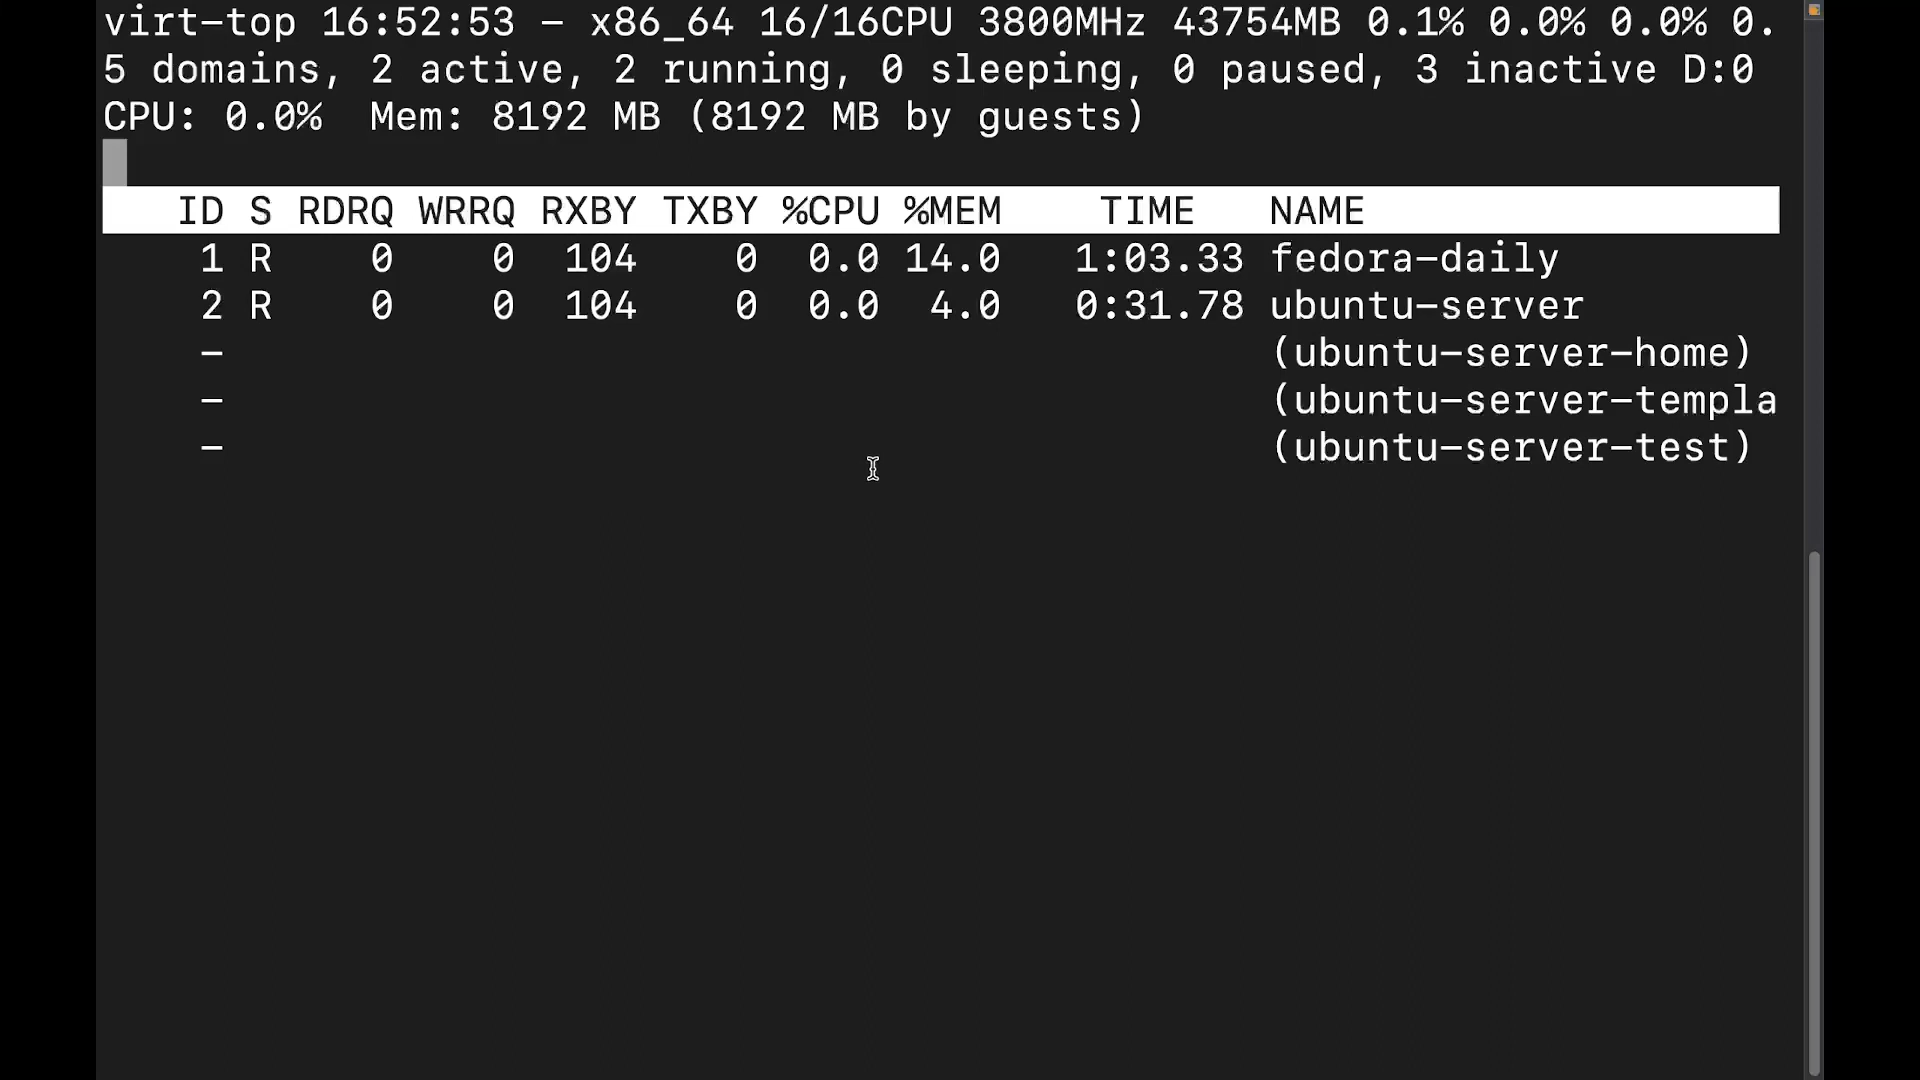 virt-top 16:52:53 - x86_64 16/16CPU 3800MHz 43754MB 0.1% 0.0% 0.0% 0.
5 domains, 2 active, 2 running, 0 sleeping, 0 paused, 3 inactive D:0
CPU: 0.0%  Mem: 8192 MB (8192 MB by guests)
ID S RDRQ WRRQ RXBY TXBY %CPU %MEM TIME NAME
1 R 0 0 104 0 0.0 14.0 1:03.33 fedora-daily
2 R 0 0 104 0 0.0 4.0 0:31.78 ubuntu-server
- (ubuntu-server-home)
- (ubuntu-server-templa
- (ubuntu-server-test)